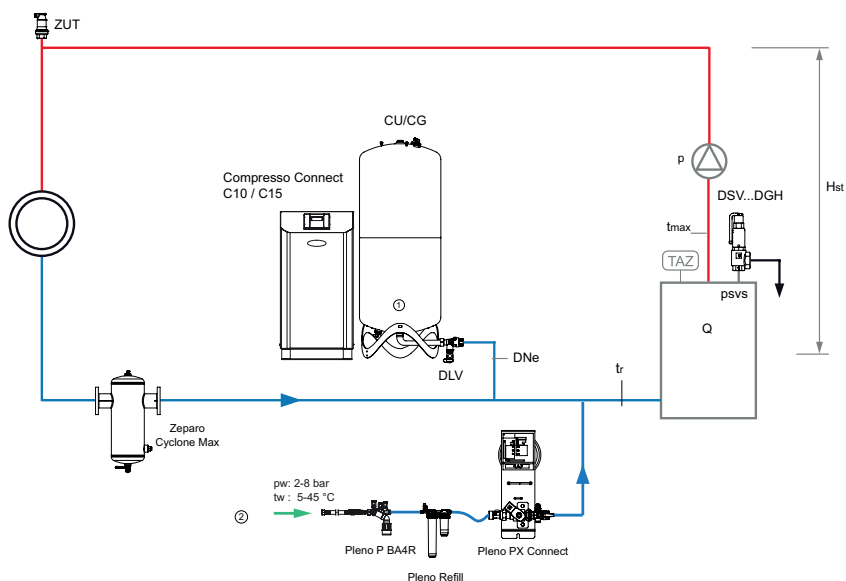 ZUT
CU/CG
Compresso Connect
C10 / C15
p
Hst
DSV...DGH
tmax
TAZ
psvs
Q
1
DNe
DLV
tr
Zeparo
Cyclone Max
pw: 2-8 bar
tw : 5-45 °C
2
Pleno P BA4R
Pleno PX Connect
Pleno Refill